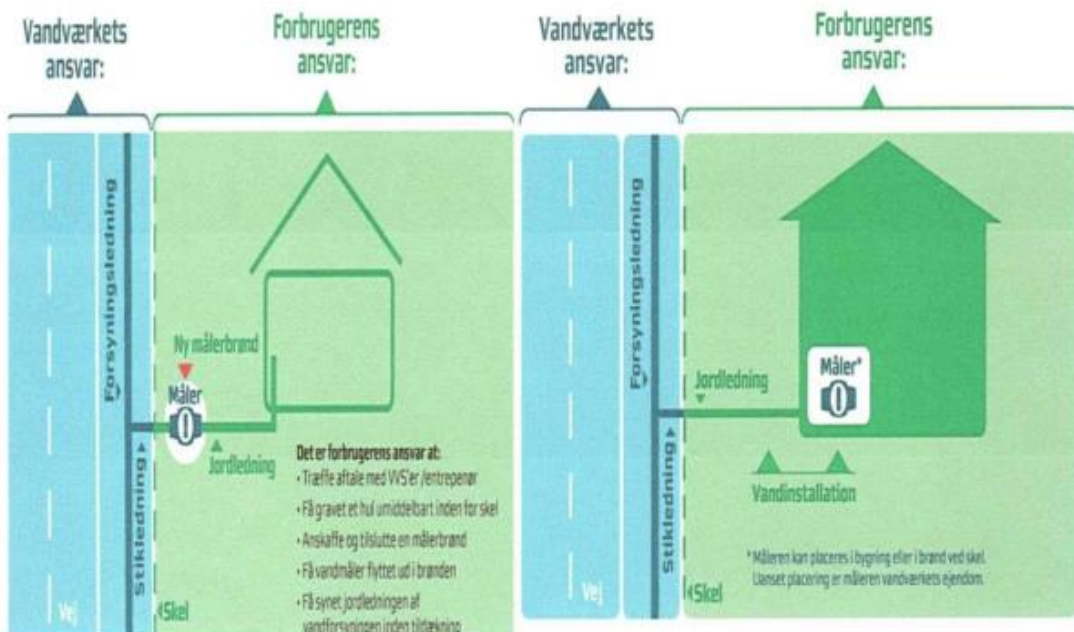 Vandværkets
ansvar:
Forbrugerens
ansvar:
Forsyningsledning
Ny målerbrønd
Måler
Jordledning
Stikledning
Vej
Skel
Det er forbrugerens ansvar at:
• Træffe aftale med VVS'er /entrepenør
• Få gravet et hul umiddelbart inden for skel
• Anskaffe og tilslutte en målerbrønd
• Få vandmåler flyttet ud i brønden
• Få synet jordledningen af
vandforsyningen inden tildækning
Vandværkets
ansvar:
Forbrugerens
ansvar:
Forsyningsledning
Jordledning
Måler*
Stikledning
Vandinstallation
Vej
Skel
* Måleren kan placeres i bygning eller i brønd ved skel.
Uanset placering er måleren vandværkets ejendom.